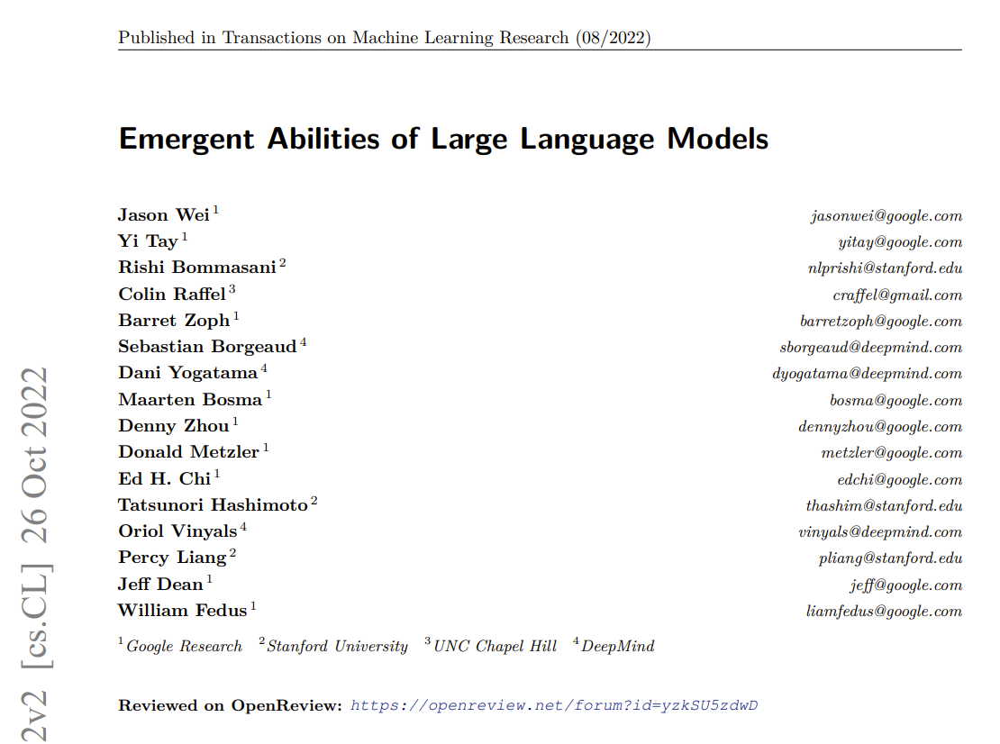 Published in Transactions on Machine Learning Research (08/2022)
Emergent Abilities of Large Language Models
Jason Wei 1 jasonwei@google.com
Yi Tay 1 yitay@google.com
Rishi Bommasani 2 nlprishi@stanford.edu
Colin Raffel 3 craffel@gmail.com
Barret Zoph 1 barretzoph@google.com
Sebastian Borgeaud 4 sborgeaud@deepmind.com
Dani Yogatama 4 dyogatama@deepmind.com
Maarten Bosma 1 bosma@google.com
Denny Zhou 1 dennyzhou@google.com
Donald Metzler 1 metzler@google.com
Ed H. Chi 1 edchi@google.com
Tatsunori Hashimoto 2 thashim@stanford.edu
Oriol Vinyals 4 vinyals@deepmind.com
Percy Liang 2 pliang@stanford.edu
Jeff Dean 1 jeff@google.com
William Fedus 1 liamfedus@google.com
1 Google Research 2 Stanford University 3 UNC Chapel Hill 4 DeepMind
Reviewed on OpenReview: https://openreview.net/forum?id=yzkSU5zdwD
2v2 [cs.CL] 26 Oct 2022